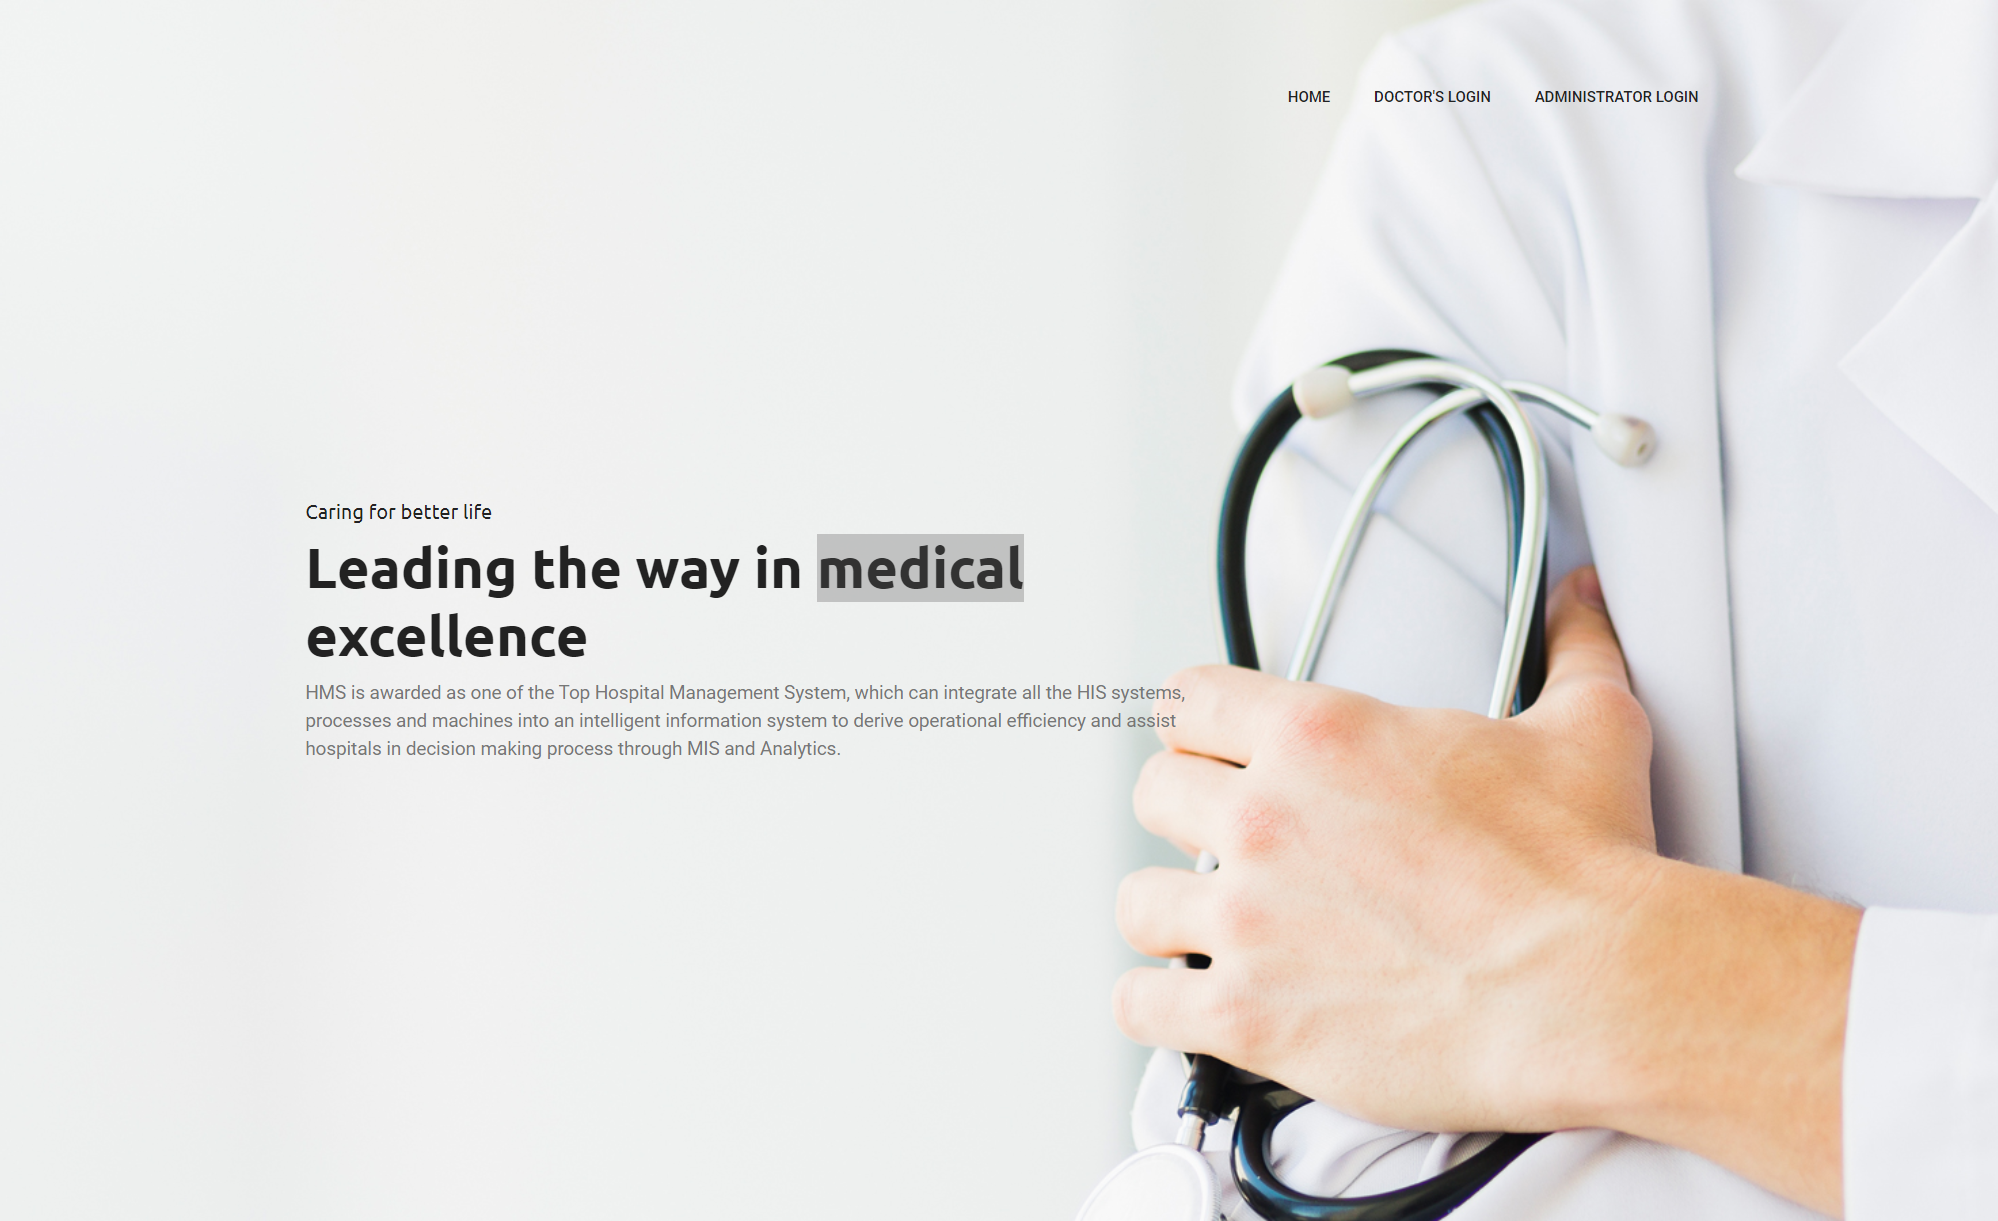 HOME DOCTOR'S LOGIN ADMINISTRATOR LOGIN
Caring for better life
Leading the way in medical
excellence
HMS is awarded as one of the Top Hospital Management System, which can integrate all the HIS systems,
processes and machines into an intelligent information system to derive operational efficiency and assist
hospitals in decision making process through MIS and Analytics.